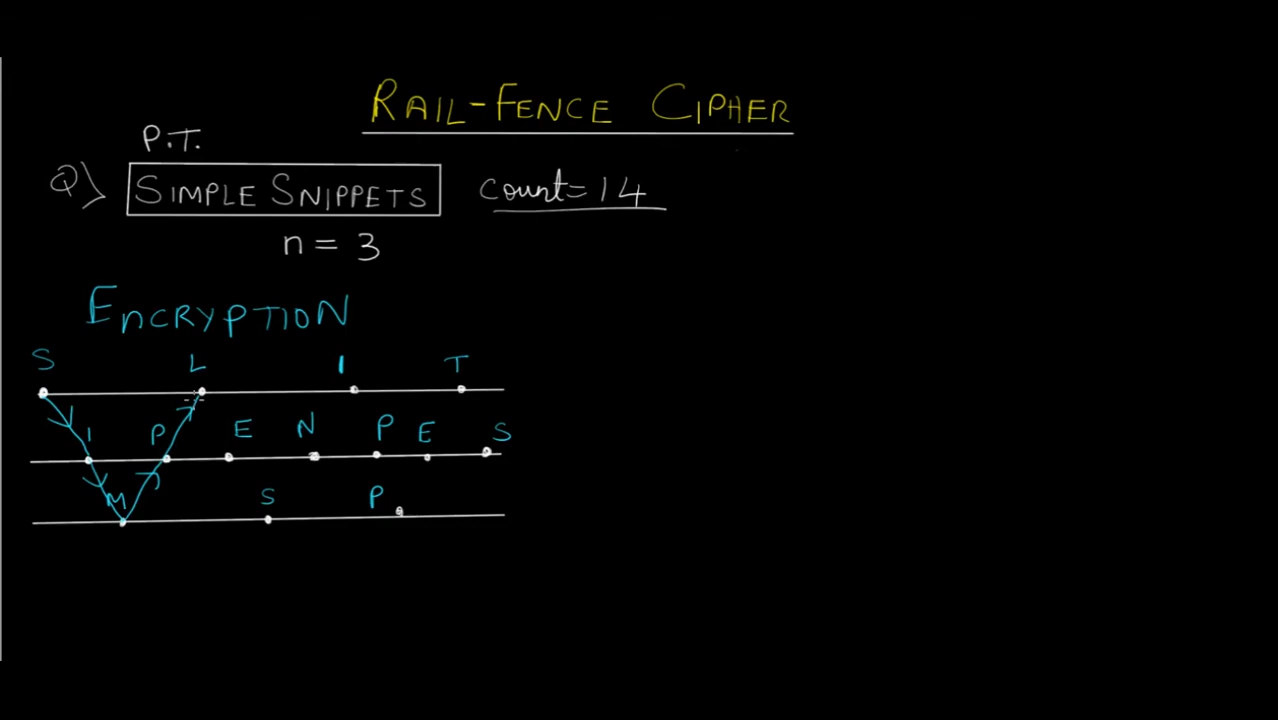 RAIL-FENCE CIPHER
P.T.
Q) SIMPLE SNIPPETS count=14
n = 3
ENCRYPTION
S L I T
I P E N P E S
M S P